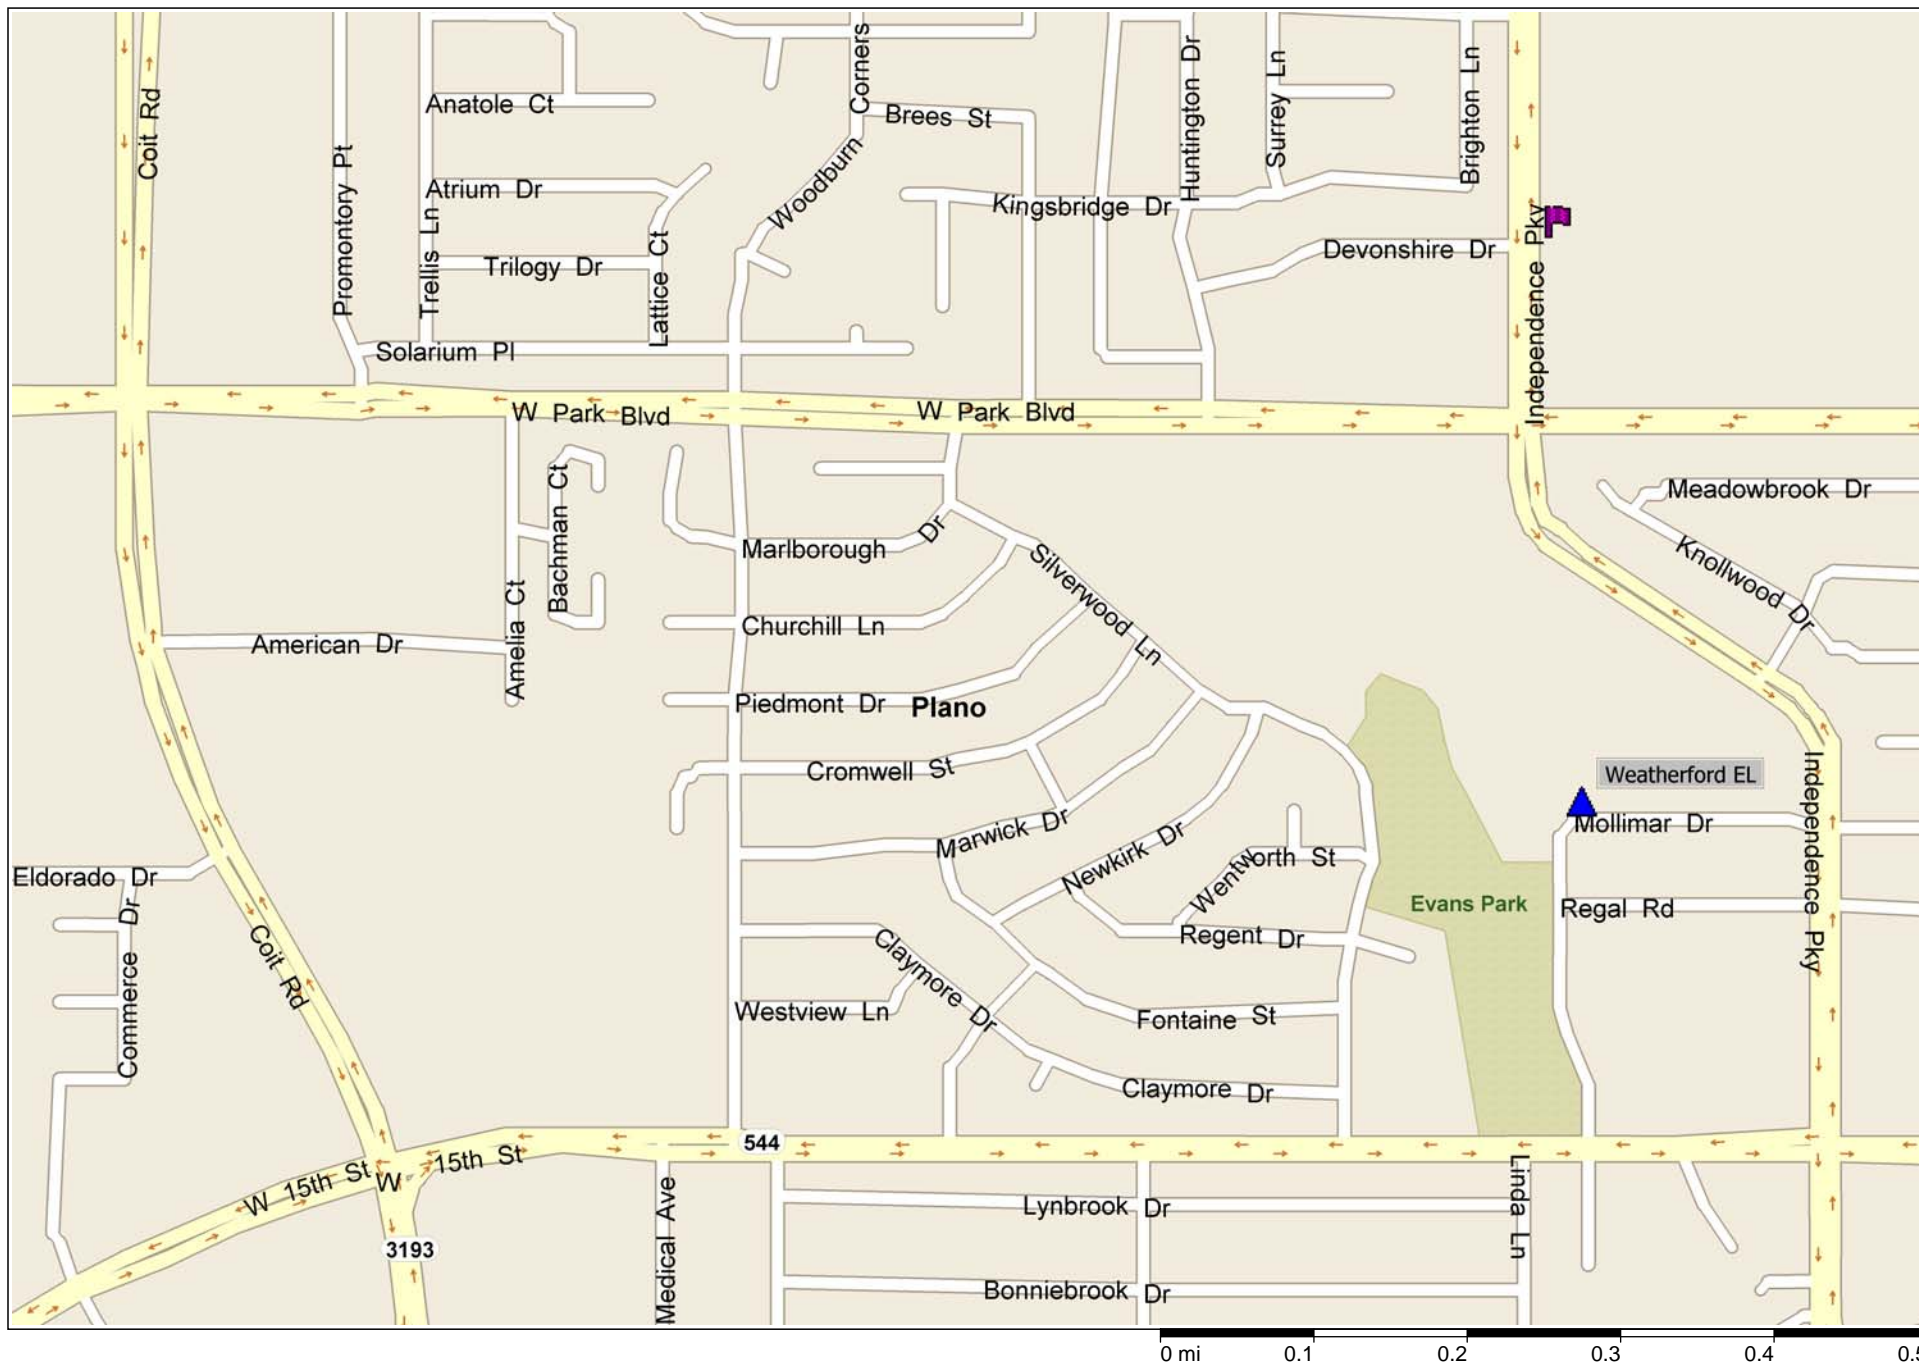 Coit Rd
Promontory Pt
Trellis Ln
Anatole Ct
Atrium Dr
Trilogy Dr
Lattice Ct
Solarium Pl
Woodburn Corners
Brees St
Kingsbridge Dr
Huntington Dr
Surrey Ln
Brighton Ln
Devonshire Dr
Independence Pky
W Park Blvd
W Park Blvd
Meadowbrook Dr
Knollwood Dr
Bachman Ct
Amelia Ct
American Dr
Marlborough Dr
Silverwood Ln
Churchill Ln
Piedmont Dr
Plano
Cromwell St
Marwick Dr
Newkirk Dr
Wentworth St
Regent Dr
Evans Park
Weatherford EL
Mollimar Dr
Regal Rd
Independence Pky
Eldorado Dr
Commerce Dr
Coit Rd
Claymore Dr
Westview Ln
Fontaine St
Claymore Dr
544
W 15th St
W 15th St
3193
Medical Ave
Lynbrook Dr
Linda Ln
Bonniebrook Dr
0 mi 0.1 0.2 0.3 0.4